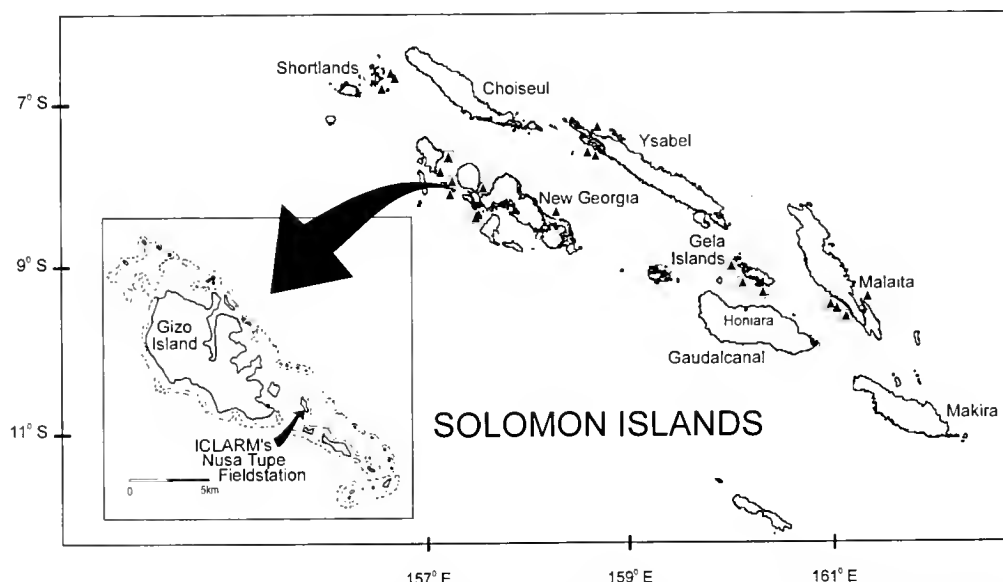 Shortlands
Choiseul
7° S
Ysabel
New Georgia
Gela
Islands
9° S
Malaita
Gizo
Island
Honiara
Gaudalcanal
Makira
SOLOMON ISLANDS
11° S
ICLARM's
Nusa Tupe
Fieldstation
0 5km
157° E 159° E 161° E